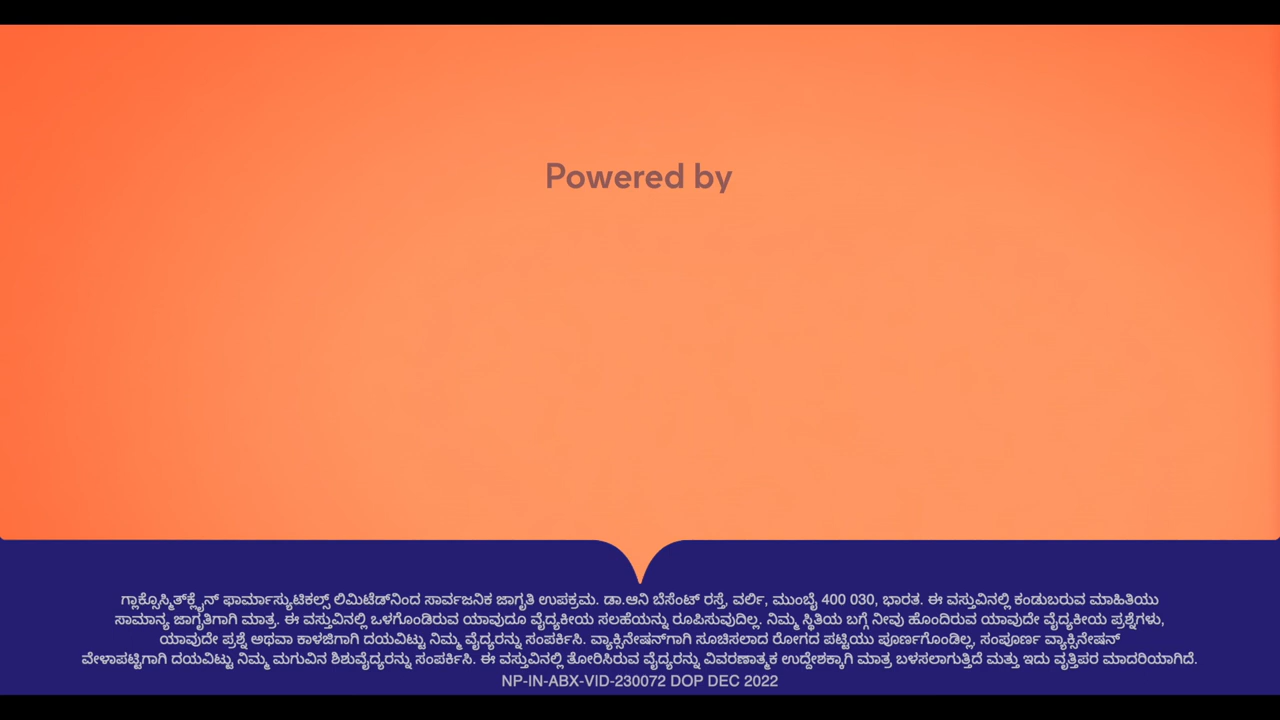 Powered by
ಗ್ಲಾಕ್ಸೊಸ್ಮಿತ್‌ಕ್ಲೈನ್ ಫಾರ್ಮಾಸ್ಯುಟಿಕಲ್ಸ್ ಲಿಮಿಟೆಡ್‌ನಿಂದ ಸಾರ್ವಜನಿಕ ಜಾಗೃತಿ ಉಪಕ್ರಮ. ಡಾ.ಆನಿ ಬೆಸೆಂಟ್ ರಸ್ತೆ, ವರ್ಲಿ, ಮುಂಬೈ 400 030, ಭಾರತ. ಈ ವಸ್ತುವಿನಲ್ಲಿ ಕಂಡುಬರುವ ಮಾಹಿತಿಯು
ಸಾಮಾನ್ಯ ಜಾಗೃತಿಗಾಗಿ ಮಾತ್ರ. ಈ ವಸ್ತುವಿನಲ್ಲಿ ಒಳಗೊಂಡಿರುವ ಯಾವುದೂ ವೈದ್ಯಕೀಯ ಸಲಹೆಯನ್ನು ರೂಪಿಸುವುದಿಲ್ಲ. ನಿಮ್ಮ ಸ್ಥಿತಿಯ ಬಗ್ಗೆ ನೀವು ಹೊಂದಿರುವ ಯಾವುದೇ ವೈದ್ಯಕೀಯ ಪ್ರಶ್ನೆಗಳು,
ಯಾವುದೇ ಪ್ರಶ್ನೆ ಅಥವಾ ಕಾಳಜಿಗಾಗಿ ದಯವಿಟ್ಟು ನಿಮ್ಮ ವೈದ್ಯರನ್ನು ಸಂಪರ್ಕಿಸಿ. ವ್ಯಾಕ್ಸಿನೇಷನ್‌ಗಾಗಿ ಸೂಚಿಸಲಾದ ರೋಗದ ಪಟ್ಟಿಯು ಪೂರ್ಣಗೊಂಡಿಲ್ಲ, ಸಂಪೂರ್ಣ ವ್ಯಾಕ್ಸಿನೇಷನ್
ವೇಳಾಪಟ್ಟಿಗಾಗಿ ದಯವಿಟ್ಟು ನಿಮ್ಮ ಮಗುವಿನ ಶಿಶುವೈದ್ಯರನ್ನು ಸಂಪರ್ಕಿಸಿ. ಈ ವಸ್ತುವಿನಲ್ಲಿ ತೋರಿಸಿರುವ ವೈದ್ಯರನ್ನು ವಿವರಣಾತ್ಮಕ ಉದ್ದೇಶಕ್ಕಾಗಿ ಮಾತ್ರ ಬಳಸಲಾಗುತ್ತಿದೆ ಮತ್ತು ಇದು ವೃತ್ತಿಪರ ಮಾದರಿಯಾಗಿದೆ.
NP-IN-ABX-VID-230072 DOP DEC 2022